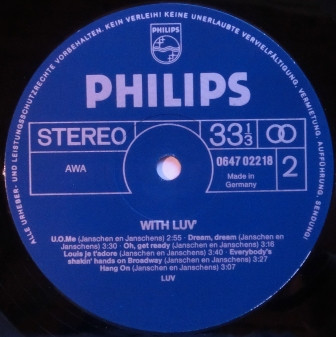 ALLE URHEBER- UND LEISTUNGSSCHUTZRECHTE VORBEHALTEN. KEIN VERLEIH! KEINE UNERLAUBTE VERVIELFÄLTIGUNG, VERMIETUNG, AUFFÜHRUNG, SENDUNG!
PHILIPS
PHILIPS
STEREO 33 1/3
AWA 0647 02218 2
Made in
Germany
WITH LUV'
U.O.Me (Janschen en Janschens) 2:55 · Dream, dream (Janschen en
Janschens) 3:30 · Oh, get ready (Janschen en Janschens) 3:16
Louis je t'adore (Janschen en Janschens) 3:40 · Everybody's
shakin' hands on Broadway (Janschen en Janschens) 3:27
Hang On (Janschen en Janschens) 3:07
LUV